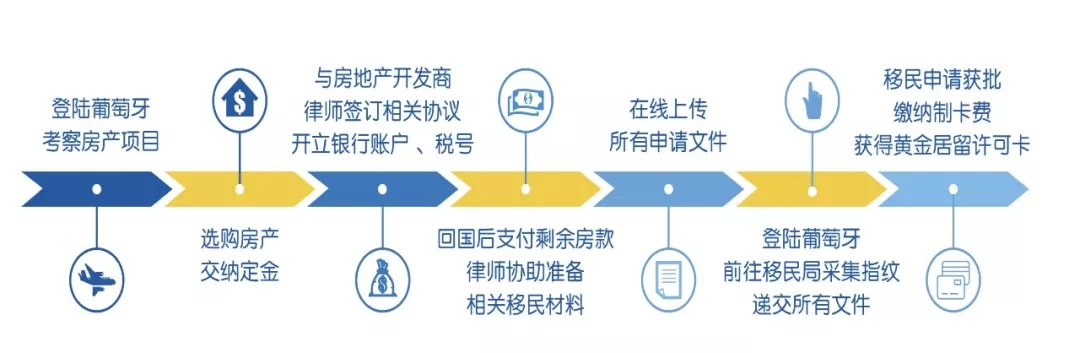 登陆葡萄牙
考察房产项目
选购房产
交纳定金
与房地产开发商
律师签订相关协议
开立银行账户、税号
回国后支付剩余房款
律师协助准备
相关移民材料
在线上传
所有申请文件
登陆葡萄牙
前往移民局采集指纹
递交所有文件
移民申请获批
缴纳制卡费
获得黄金居留许可卡